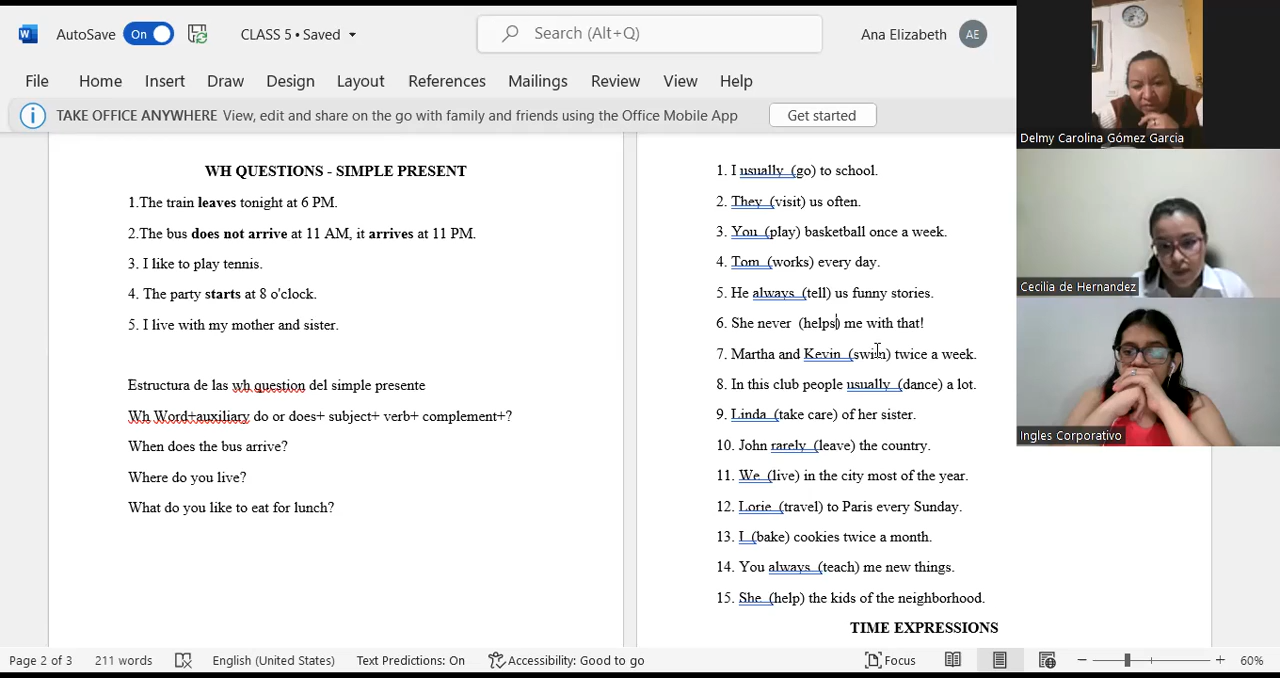 AutoSave On CLASS 5 • Saved Search (Alt+Q) Ana Elizabeth AE
File Home Insert Draw Design Layout References Mailings Review View Help
TAKE OFFICE ANYWHERE View, edit and share on the go with family and friends using the Office Mobile App Get started
WH QUESTIONS - SIMPLE PRESENT
1.The train leaves tonight at 6 PM.
2.The bus does not arrive at 11 AM, it arrives at 11 PM.
3. I like to play tennis.
4. The party starts at 8 o'clock.
5. I live with my mother and sister.
Estructura de las wh question del simple presente
Wh Word+auxiliary do or does+ subject+ verb+ complement+?
When does the bus arrive?
Where do you live?
What do you like to eat for lunch?
1. I usually (go) to school.
2. They (visit) us often.
3. You (play) basketball once a week.
4. Tom (works) every day.
5. He always (tell) us funny stories.
6. She never (helps) me with that!
7. Martha and Kevin (swim) twice a week.
8. In this club people usually (dance) a lot.
9. Linda (take care) of her sister.
10. John rarely (leave) the country.
11. We (live) in the city most of the year.
12. Lorie (travel) to Paris every Sunday.
13. I (bake) cookies twice a month.
14. You always (teach) me new things.
15. She (help) the kids of the neighborhood.
TIME EXPRESSIONS
Delmy Carolina Gómez Garcia
Cecilia de Hernandez
Ingles Corporativo
Page 2 of 3 211 words English (United States) Text Predictions: On Accessibility: Good to go Focus 60%